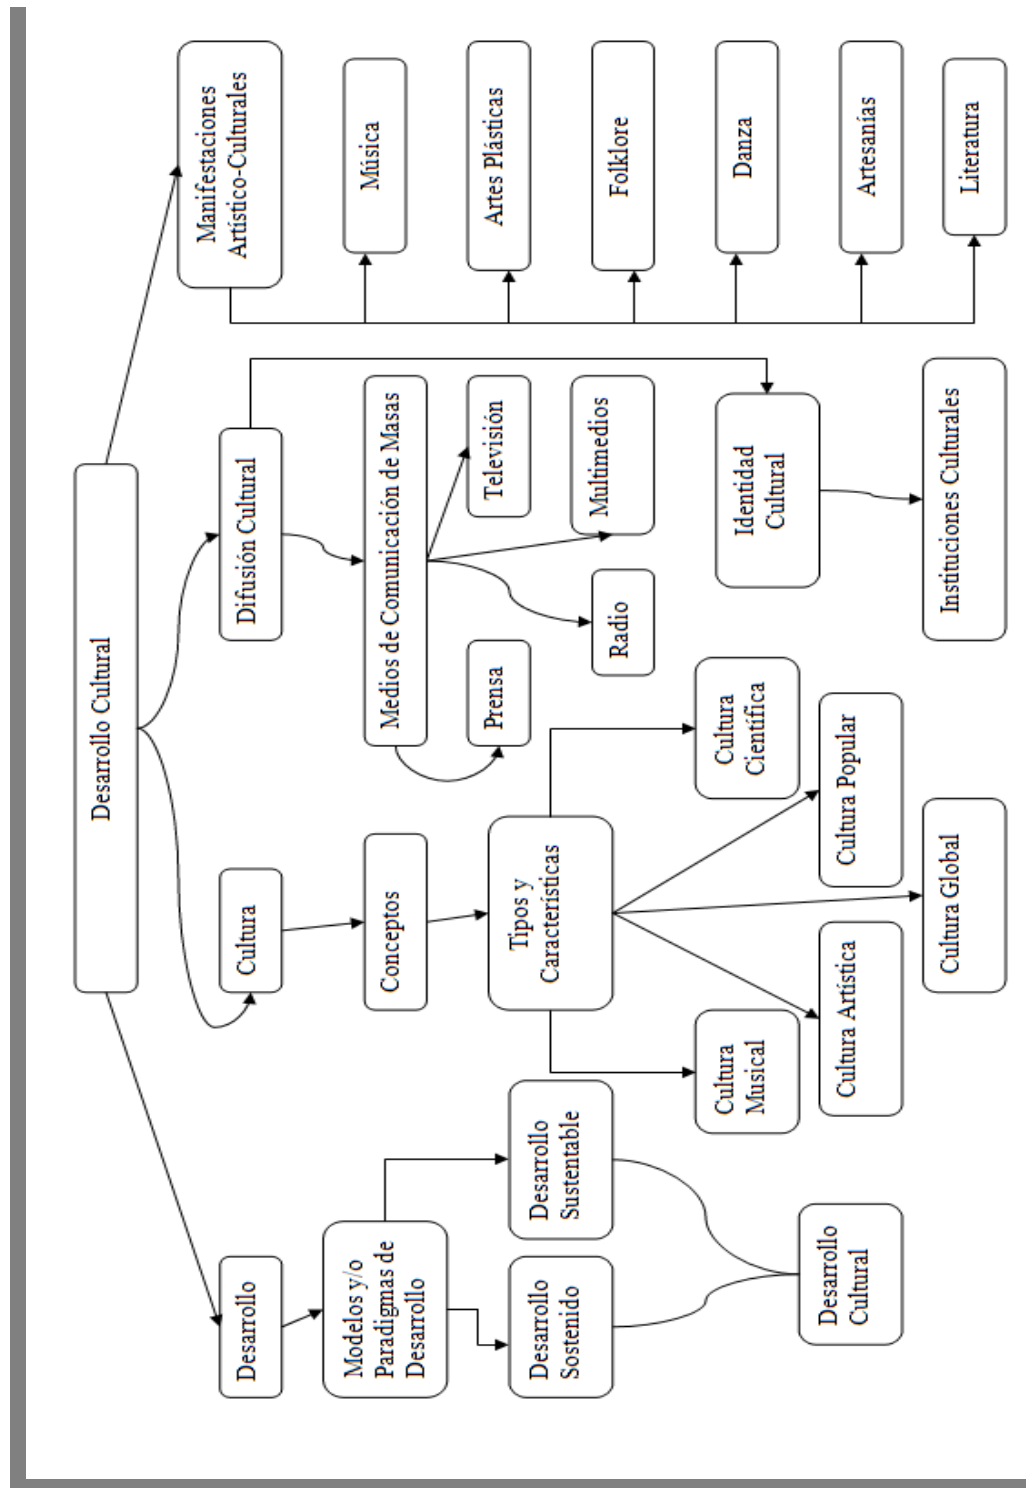 Desarrollo Cultural
Desarrollo
Cultura
Difusión Cultural
Manifestaciones
Artístico-Culturales
Modelos y/o
Paradigmas de
Desarrollo
Conceptos
Medios de Comunicación de Masas
Música
Desarrollo
Sostenido
Desarrollo
Sustentable
Tipos y
Características
Prensa
Televisión
Artes Plásticas
Radio
Multimedios
Folklore
Cultura
Musical
Cultura
Científica
Identidad
Cultural
Danza
Desarrollo
Cultural
Cultura Artística
Cultura Popular
Artesanías
Cultura Global
Instituciones Culturales
Literatura